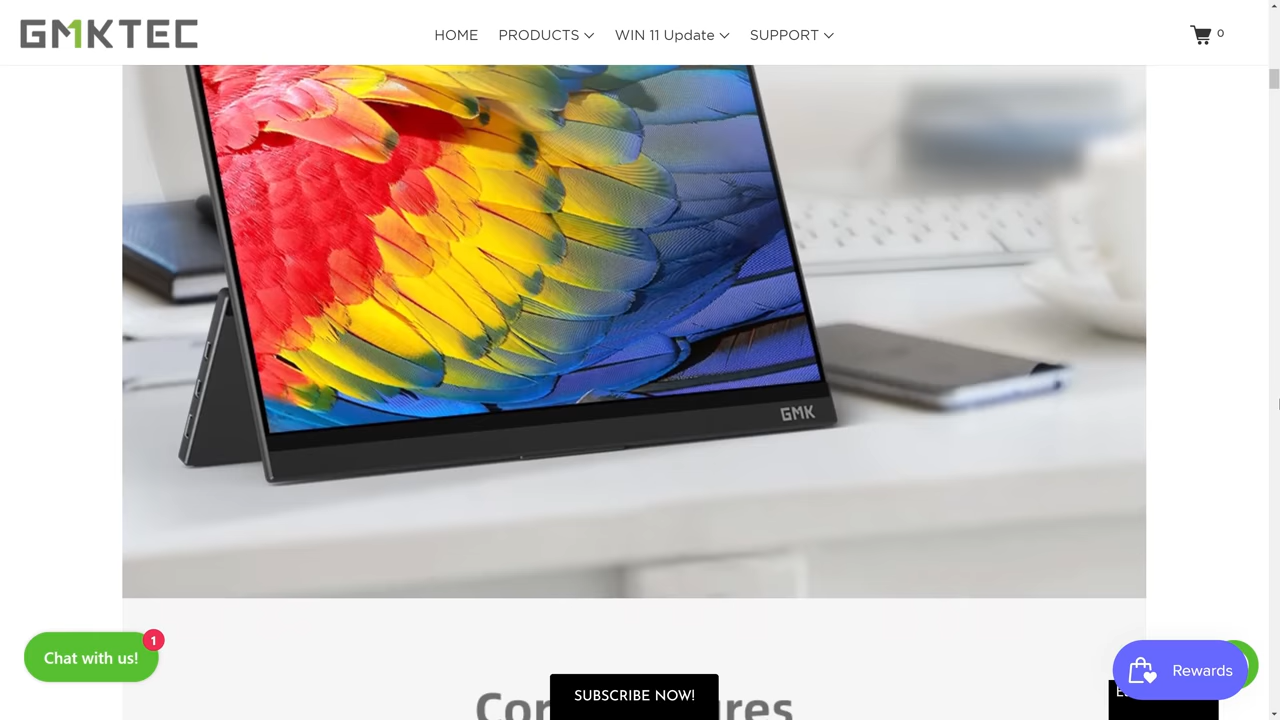 GMKTEC
HOME PRODUCTS WIN 11 Update SUPPORT 0
GMK
1
Chat with us!
Rewards
SUBSCRIBE NOW!